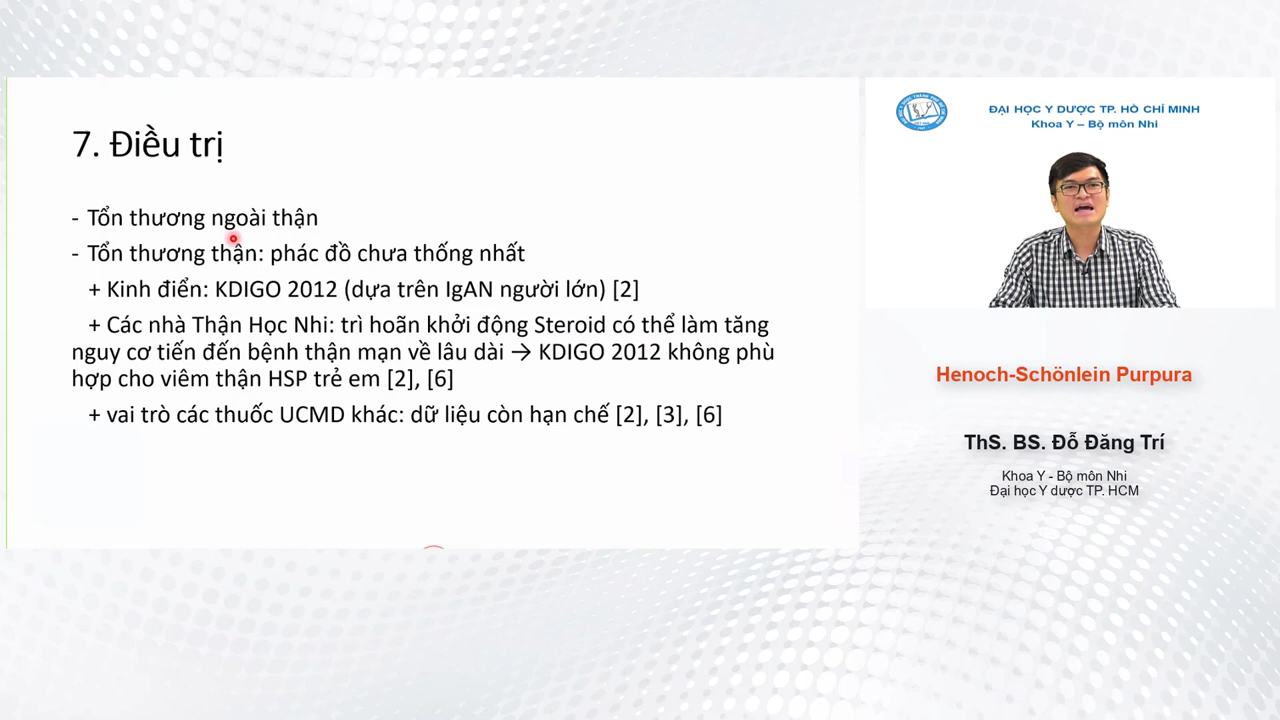 7. Điều trị
- Tổn thương ngoài thận
- Tổn thương thận: phác đồ chưa thống nhất
+ Kinh điển: KDIGO 2012 (dựa trên IgAN người lớn) [2]
+ Các nhà Thận Học Nhi: trì hoãn khởi động Steroid có thể làm tăng
nguy cơ tiến đến bệnh thận mạn về lâu dài → KDIGO 2012 không phù
hợp cho viêm thận HSP trẻ em [2], [6]
+ vai trò các thuốc UCMD khác: dữ liệu còn hạn chế [2], [3], [6]
ĐẠI HỌC Y DƯỢC TP. HỒ CHÍ MINH
Khoa Y – Bộ môn Nhi
Henoch-Schönlein Purpura
ThS. BS. Đỗ Đăng Trí
Khoa Y - Bộ môn Nhi
Đại học Y dược TP. HCM